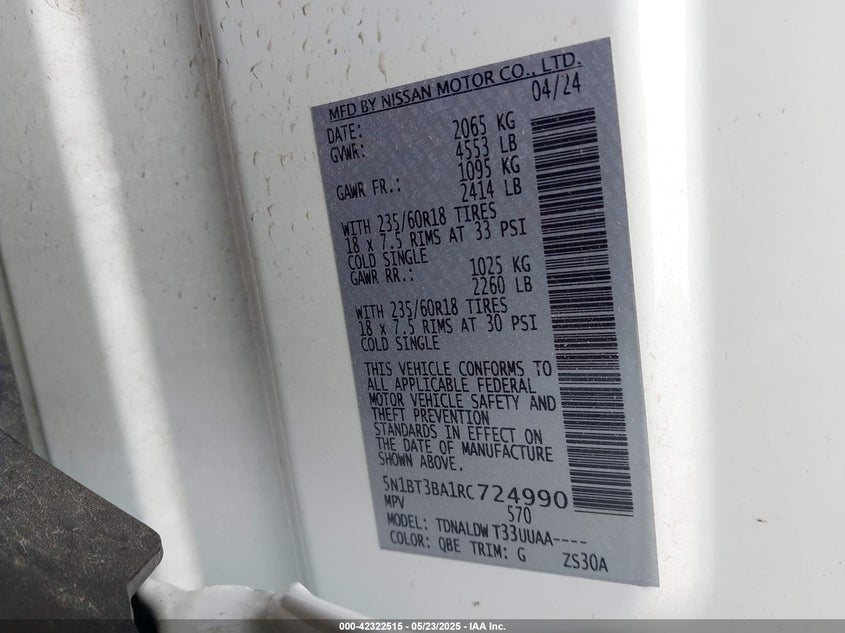 MFD BY NISSAN MOTOR CO., LTD.
DATE: 04/24
GVWR: 2065 KG
4553 LB
GAWR FR.: 1095 KG
2414 LB
WITH 235/60R18 TIRES
18 x 7.5 RIMS AT 33 PSI
COLD SINGLE
GAWR RR.: 1025 KG
2260 LB
WITH 235/60R18 TIRES
18 x 7.5 RIMS AT 30 PSI
COLD SINGLE
THIS VEHICLE CONFORMS TO
ALL APPLICABLE FEDERAL
MOTOR VEHICLE SAFETY AND
THEFT PREVENTION
STANDARDS IN EFFECT ON
THE DATE OF MANUFACTURE
SHOWN ABOVE.
5N1BT3BA1RC724990
MPV 570
MODEL: TDNALDW T33UUAA----
COLOR: QBE TRIM: G ZS30A
000-42322515 - 05/23/2025 - IAA Inc.